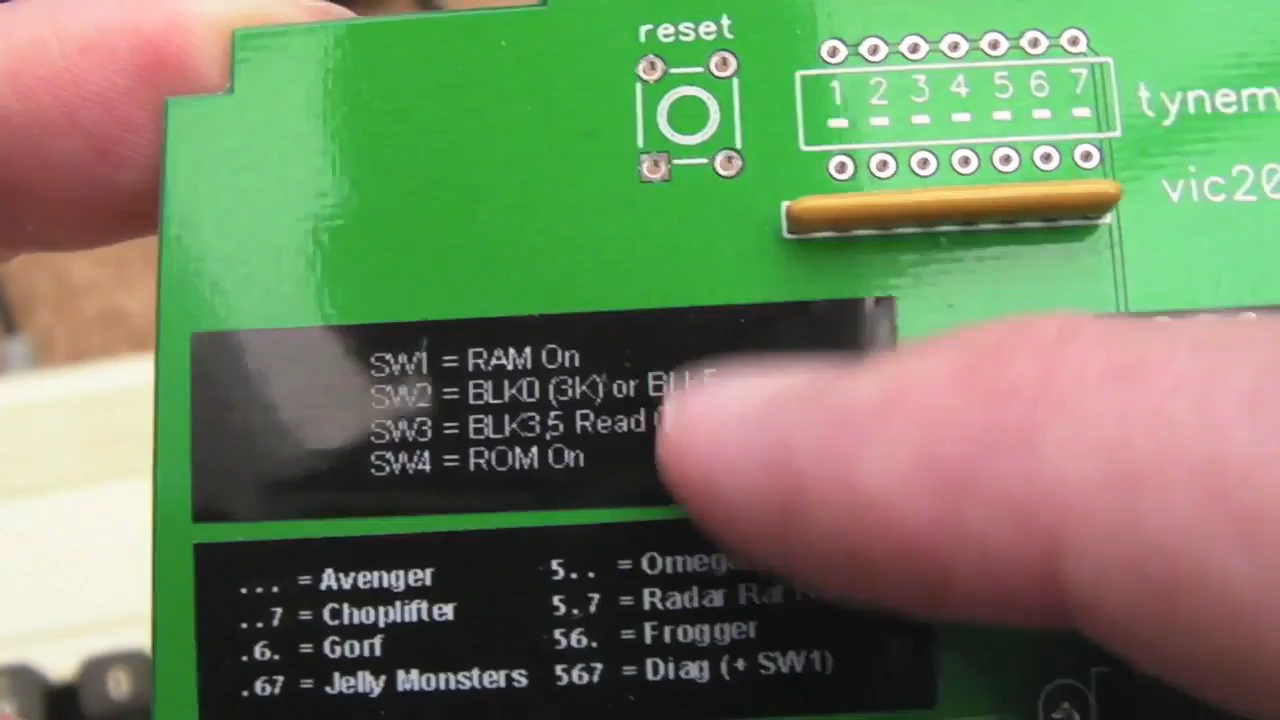 reset
1 2 3 4 5 6 7
tynem
vic20
SW1 = RAM On
SW2 = BLK0 (3K) or BLK5
SW3 = BLK3,5 Read
SW4 = ROM On
... = Avenger
..7 = Choplifter
.6. = Gorf
.67 = Jelly Monsters
5.. = Omega
5.7 = Radar Rat
56. = Frogger
567 = Diag (+ SW1)